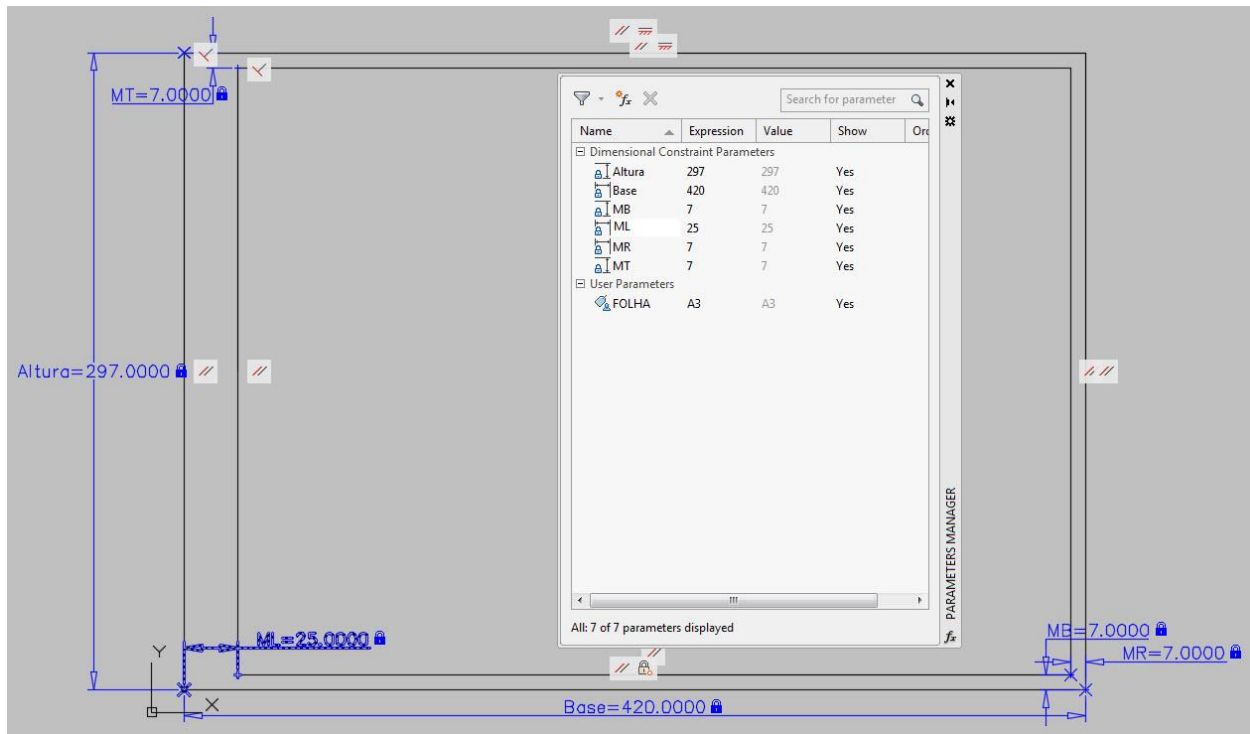 MT=7.0000
Search for parameter
Name Expression Value Show Ord
Dimensional Constraint Parameters
Altura 297 297 Yes
Base 420 420 Yes
MB 7 7 Yes
ML 25 25 Yes
MR 7 7 Yes
MT 7 7 Yes
User Parameters
FOLHA A3 A3 Yes
Altura=297.0000
All: 7 of 7 parameters displayed
PARAMETERS MANAGER
fx
ML=25.0000
MB=7.0000
MR=7.0000
Y
X
Base=420.0000